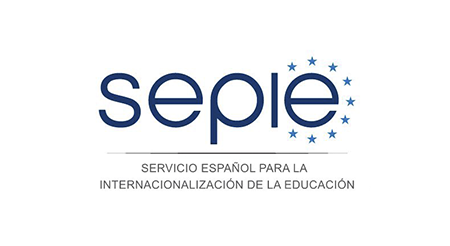 sepie
SERVICIO ESPAÑOL PARA LA
INTERNACIONALIZACIÓN DE LA EDUCACIÓN